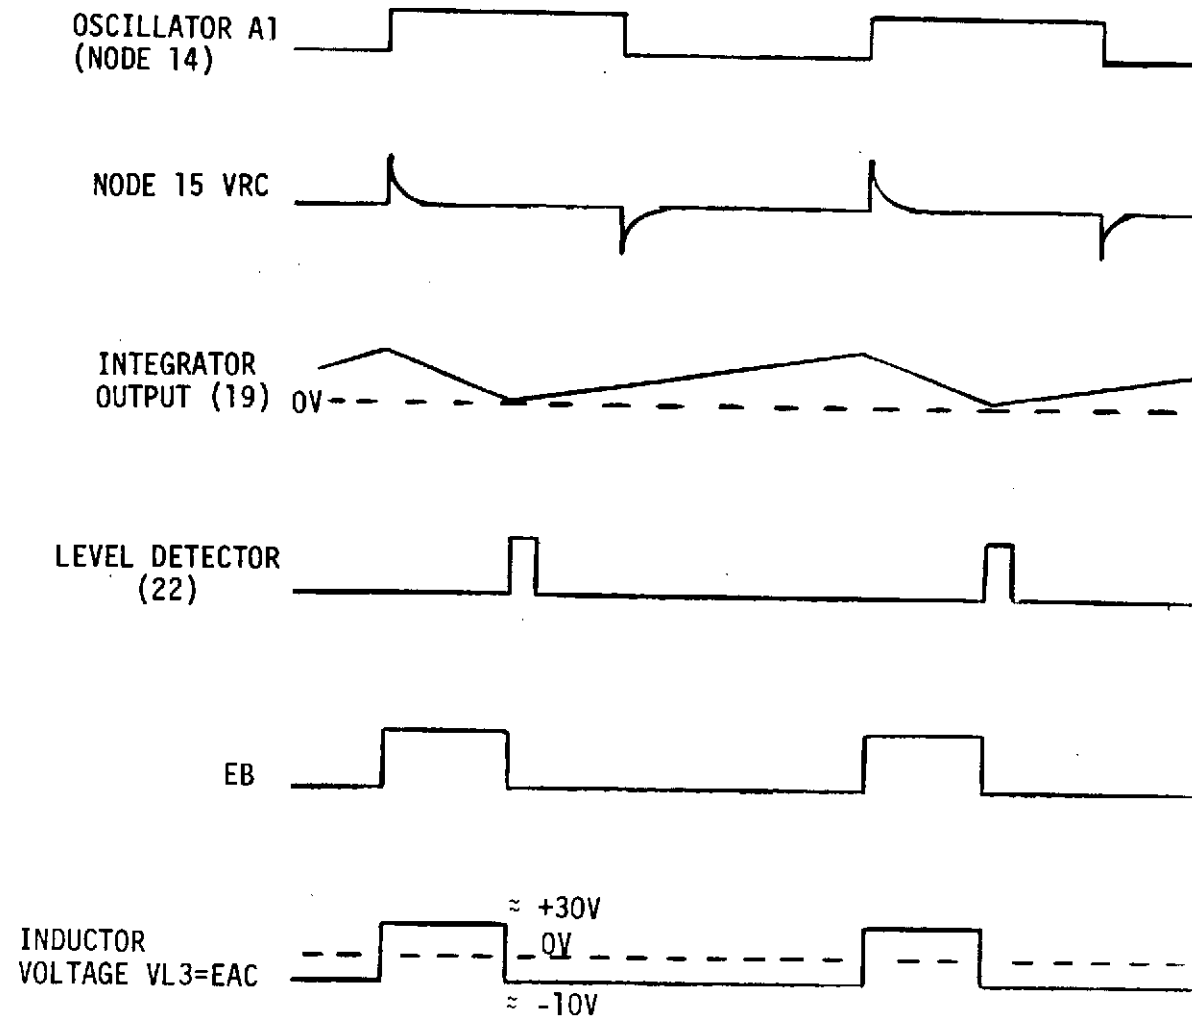 OSCILLATOR A1
(NODE 14)
NODE 15 VRC
INTEGRATOR
OUTPUT (19)
0V
LEVEL DETECTOR
(22)
EB
≈ +30V
INDUCTOR
VOLTAGE VL3=EAC
0V
≈ -10V